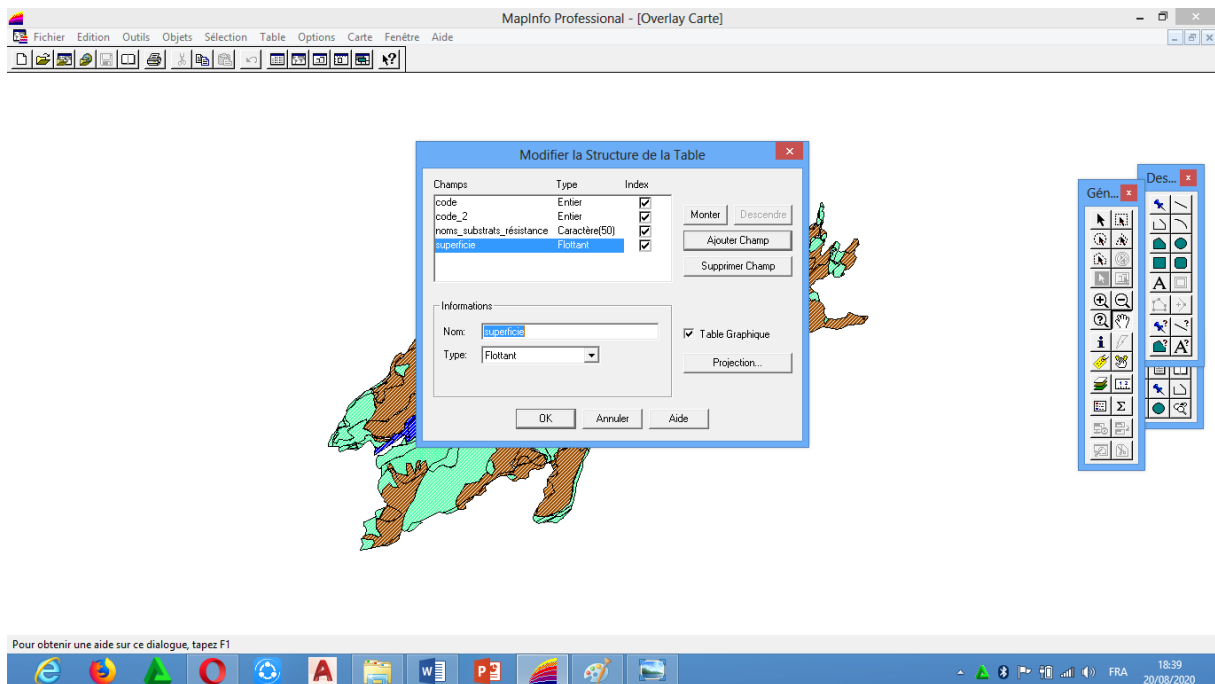 MapInfo Professional - [Overlay Carte]
Fichier Edition Outils Objets Sélection Table Options Carte Fenêtre Aide
Modifier la Structure de la Table
Champs Type Index
code Entier
code_2 Entier
noms_substrats_résistance Caractère(50)
superficie Flottant
Monter Descendre
Ajouter Champ
Supprimer Champ
Informations
Nom: superficie
Type: Flottant
Table Graphique
Projection...
OK Annuler Aide
Des...
Gén...
Pour obtenir une aide sur ce dialogue, tapez F1
FRA
18:39
20/08/2020